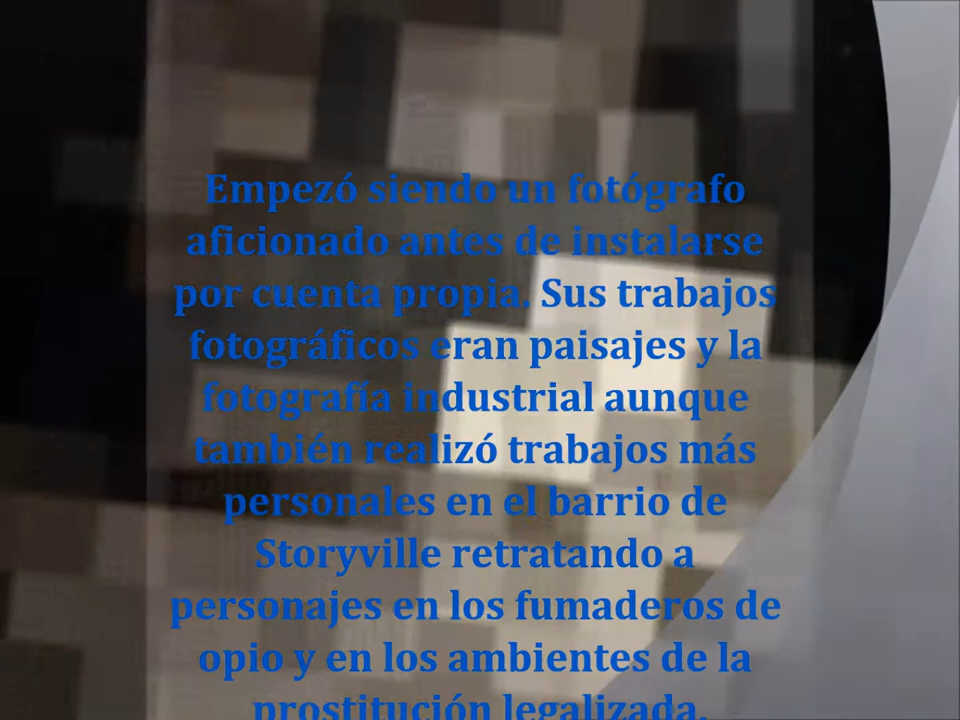 Empezó siendo un fotógrafo
aficionado antes de instalarse
por cuenta propia. Sus trabajos
fotográficos eran paisajes y la
fotografía industrial aunque
también realizó trabajos más
personales en el barrio de
Storyville retratando a
personajes en los fumaderos de
opio y en los ambientes de la
prostitución legalizada.